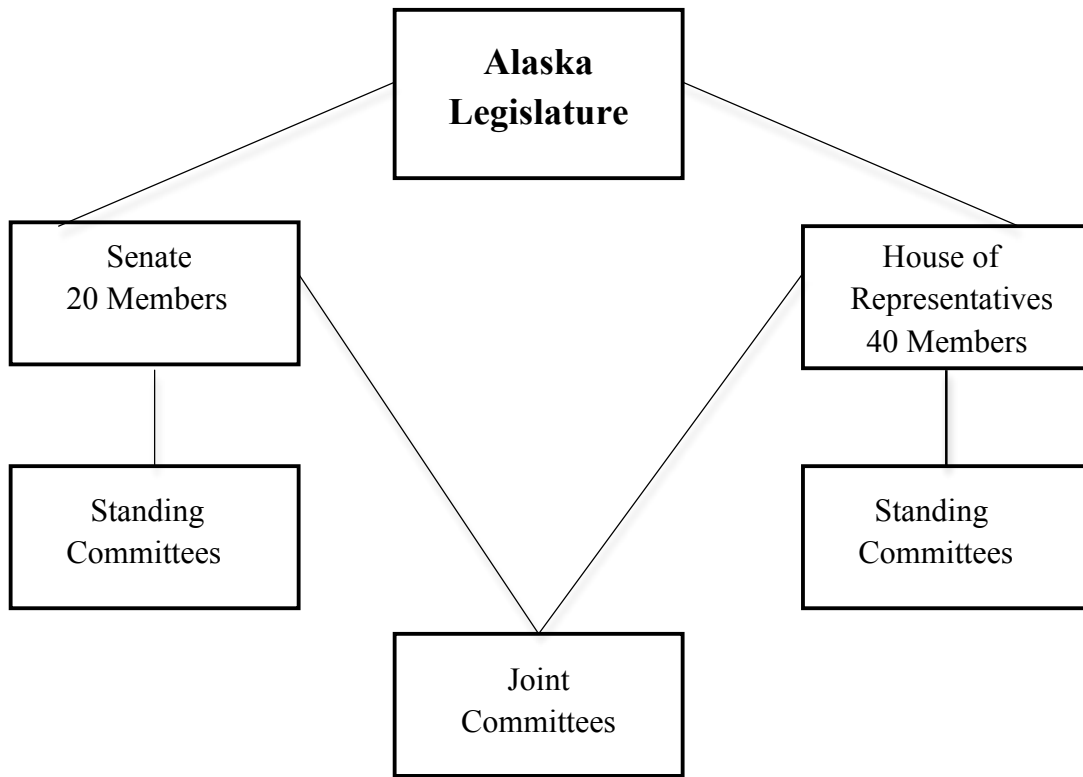 Alaska
Legislature
Senate
20 Members
House of
Representatives
40 Members
Standing
Committees
Standing
Committees
Joint
Committees